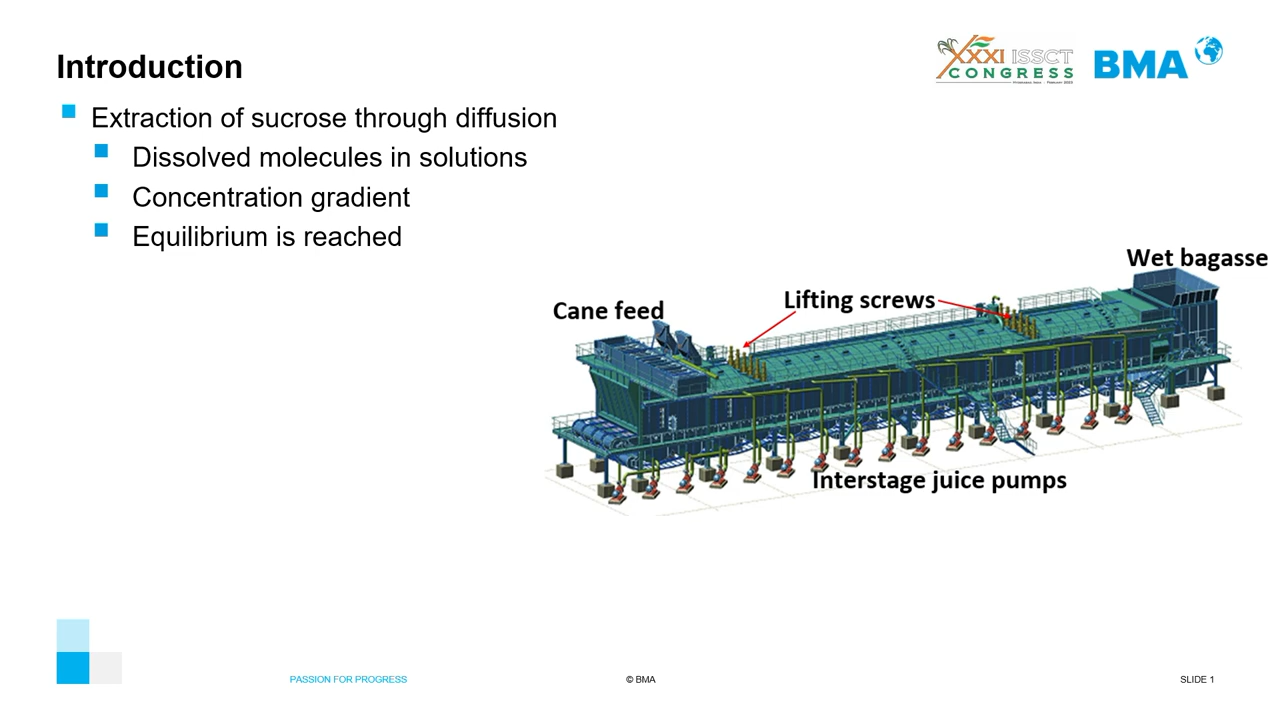 Introduction
XXXI ISSCT
CONGRESS
BMA
Extraction of sucrose through diffusion
Dissolved molecules in solutions
Concentration gradient
Equilibrium is reached
Wet bagasse
Lifting screws
Cane feed
Interstage juice pumps
PASSION FOR PROGRESS
© BMA
SLIDE 1